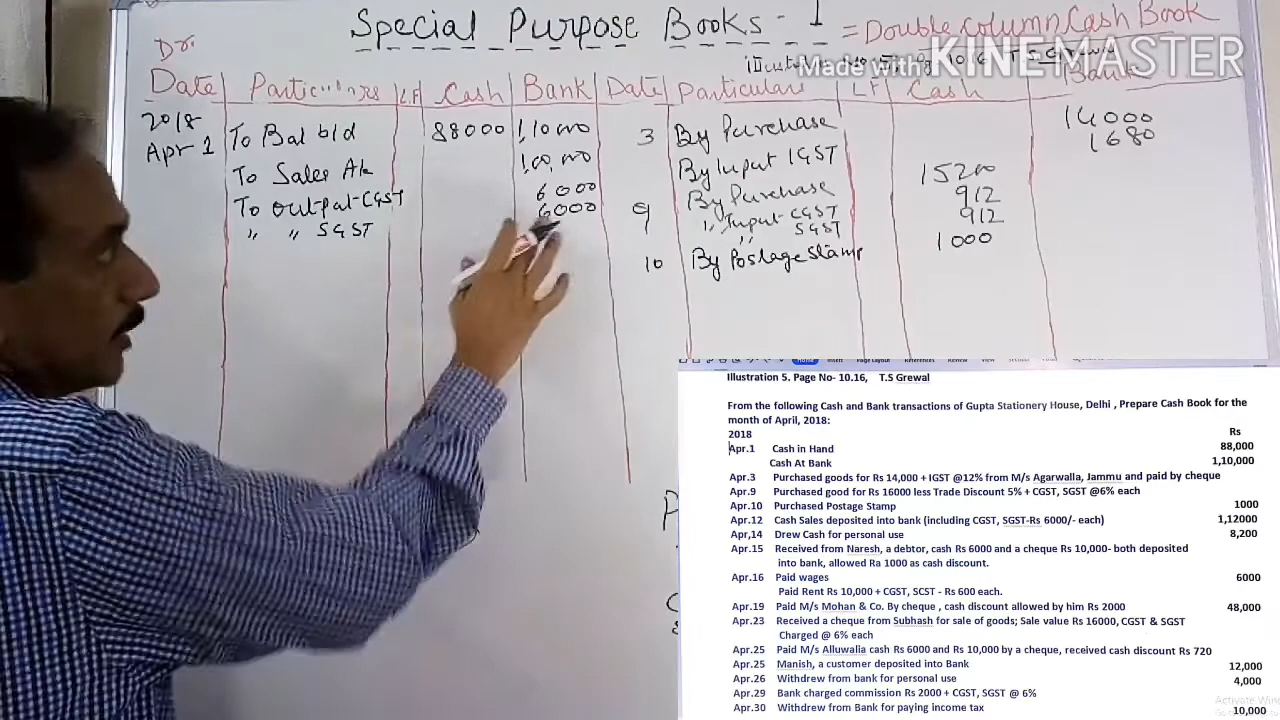 Special Purpose Books - 1 = Double column Cash Book
Made With KINEMASTER
Dr.
Date Particulars L.F Cash Bank Date Particulars L.F Cash Bank
2018
Apr 1 To Bal b/d 88000 1,10,000 3 By Purchase 14000
1,00,000 By Input IGST 1680
To Sales A/c 6000 By Purchase 15200
To output CGST 6000 9 " Input CGST 912
" " SGST " SGST 912
10 By Postage Stamp 1000
Illustration 5. Page No- 10.16, T.S Grewal
From the following Cash and Bank transactions of Gupta Stationery House, Delhi , Prepare Cash Book for the
month of April, 2018:
2018 Rs
Apr.1 Cash in Hand 88,000
Cash At Bank 1,10,000
Apr.3 Purchased goods for Rs 14,000 + IGST @12% from M/s Agarwalla, Jammu and paid by cheque
Apr.9 Purchased good for Rs 16000 less Trade Discount 5% + CGST, SGST @6% each
Apr.10 Purchased Postage Stamp 1000
Apr.12 Cash Sales deposited into bank (including CGST, SGST-Rs 6000/- each) 1,12000
Apr,14 Drew Cash for personal use 8,200
Apr.15 Received from Naresh, a debtor, cash Rs 6000 and a cheque Rs 10,000- both deposited
into bank, allowed Ra 1000 as cash discount.
Apr.16 Paid wages 6000
Paid Rent Rs 10,000 + CGST, SCST - Rs 600 each.
Apr.19 Paid M/s Mohan & Co. By cheque , cash discount allowed by him Rs 2000 48,000
Apr.23 Received a cheque from Subhash for sale of goods; Sale value Rs 16000, CGST & SGST
Charged @ 6% each
Apr.25 Paid M/s Alluwalia cash Rs 6000 and Rs 10,000 by a cheque, received cash discount Rs 720
Apr.25 Manish, a customer deposited into Bank 12,000
Apr.26 Withdrew from bank for personal use 4,000
Apr.29 Bank charged commission Rs 2000 + CGST, SGST @ 6%
Apr.30 Withdrew from Bank for paying income tax 10,000